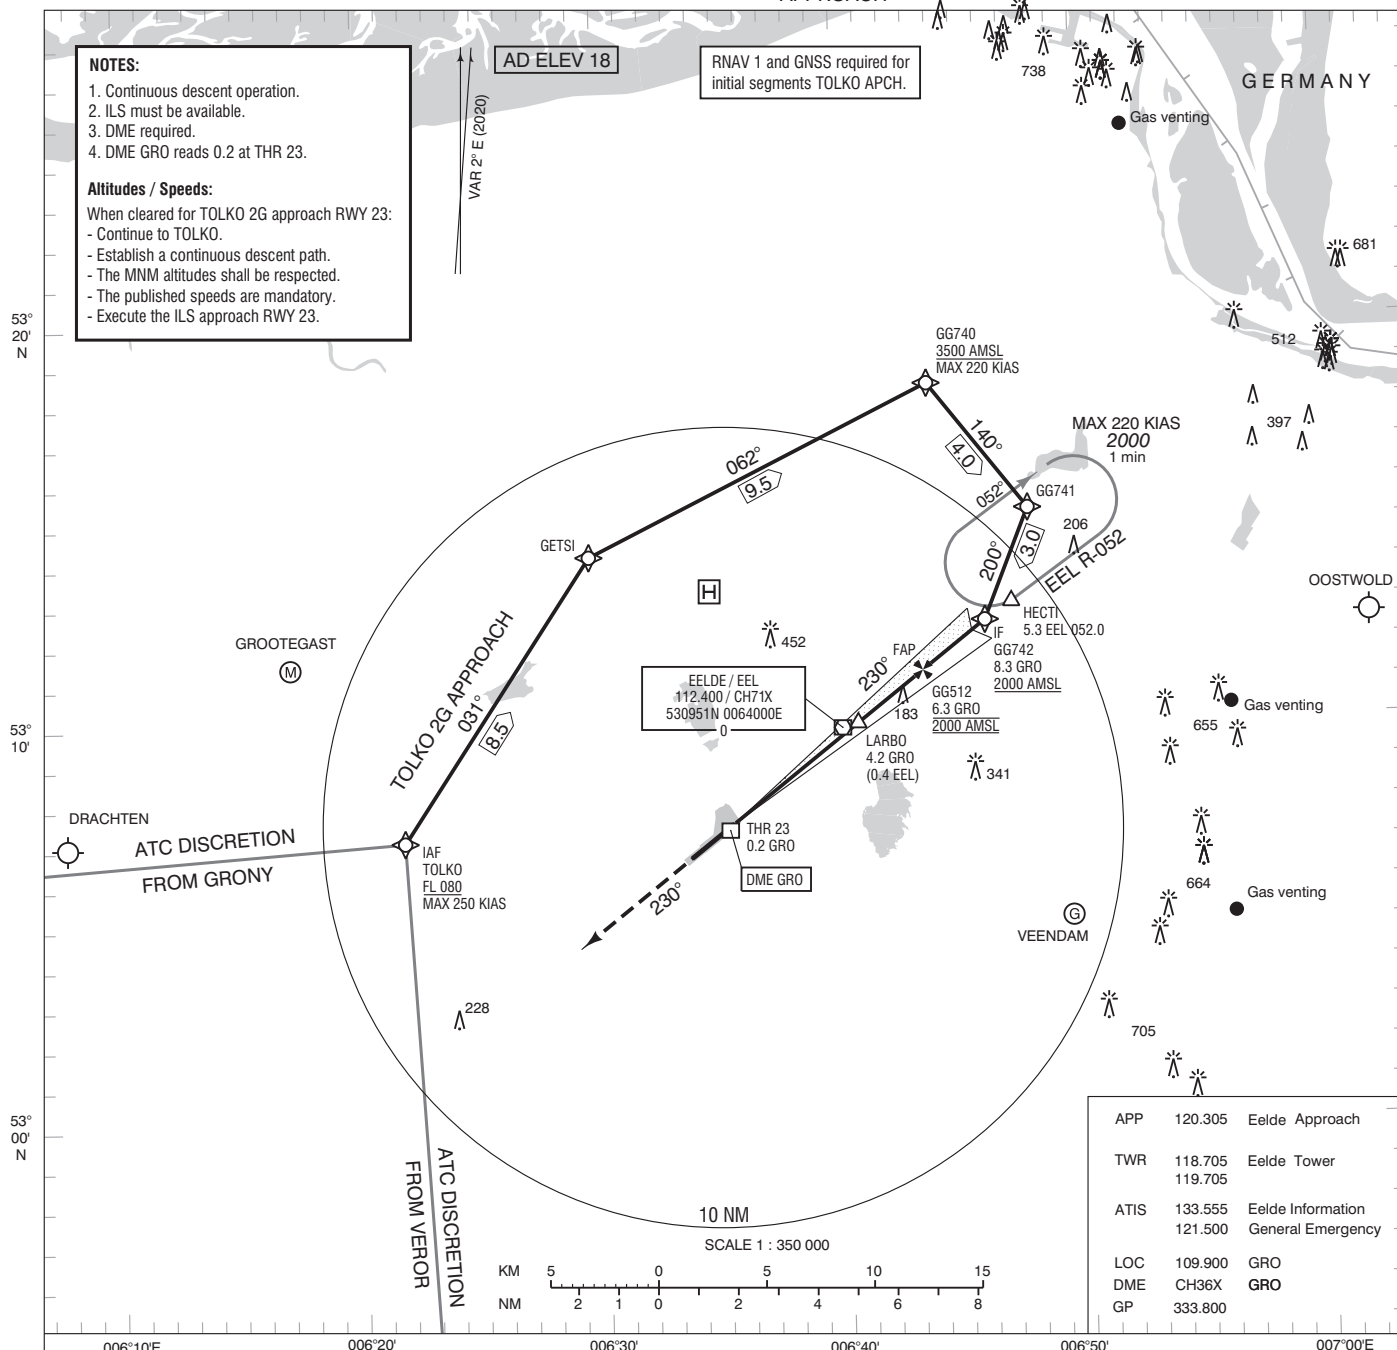 NOTES:
1. Continuous descent operation.
2. ILS must be available.
3. DME required.
4. DME GRO reads 0.2 at THR 23.
Altitudes / Speeds:
When cleared for TOLKO 2G approach RWY 23:
- Continue to TOLKO.
- Establish a continuous descent path.
- The MNM altitudes shall be respected.
- The published speeds are mandatory.
- Execute the ILS approach RWY 23.
AD ELEV 18
VAR 2° E (2020)
RNAV 1 and GNSS required for
initial segments TOLKO APCH.
738
GERMANY
Gas venting
681
512
397
53°
20'
N
GG740
3500 AMSL
MAX 220 KIAS
062°
9.5
140°
4.0
MAX 220 KIAS
2000
1 min
052°
GG741
206
200°
3.0
EEL R-052
GETSI
H
OOSTWOLD
HECTI
5.3 EEL 052.0
IF
GG742
8.3 GRO
2000 AMSL
GROOTEGAST
M
TOLKO 2G APPROACH
031°
8.5
452
FAP
230°
EELDE / EEL
112.400 / CH71X
530951N 0064000E
0
GG512
6.3 GRO
2000 AMSL
183
LARBO
4.2 GRO
(0.4 EEL)
341
Gas venting
655
53°
10'
N
DRACHTEN
ATC DISCRETION
FROM GRONY
IAF
TOLKO
FL 080
MAX 250 KIAS
THR 23
0.2 GRO
DME GRO
230°
664
Gas venting
G
VEENDAM
228
705
53°
00'
N
ATC DISCRETION
FROM VEROR
10 NM
SCALE 1 : 350 000
KM 5 0 5 10 15
NM 2 1 0 2 4 6 8
APP 120.305 Eelde Approach
TWR 118.705 Eelde Tower
119.705
ATIS 133.555 Eelde Information
121.500 General Emergency
LOC 109.900 GRO
DME CH36X GRO
GP 333.800
006°10'E 006°20' 006°30' 006°40' 006°50' 007°00'E